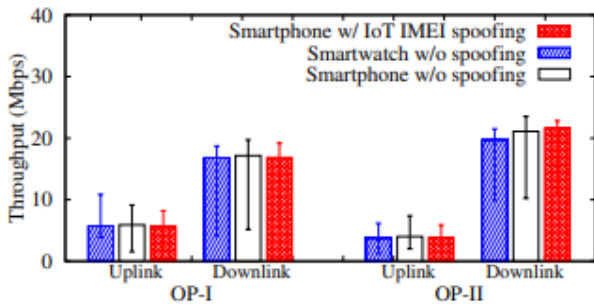 40
30
20
10
0
Throughput (Mbps)
Smartphone w/ IoT IMEI spoofing
Smartwatch w/o spoofing
Smartphone w/o spoofing
Uplink Downlink Uplink Downlink
OP-I OP-II